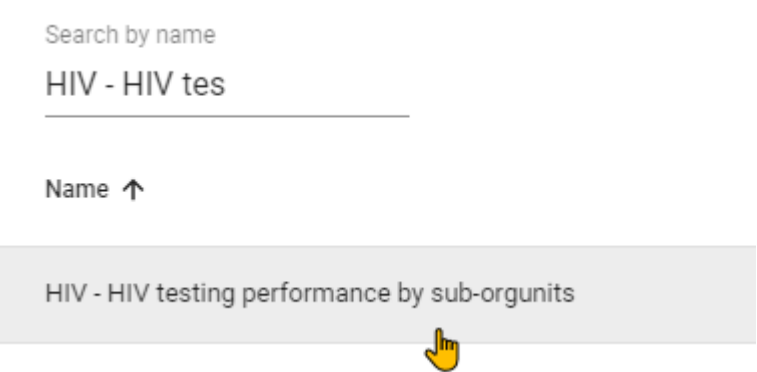 Search by name
HIV - HIV tes
Name ↑
HIV - HIV testing performance by sub-orgunits